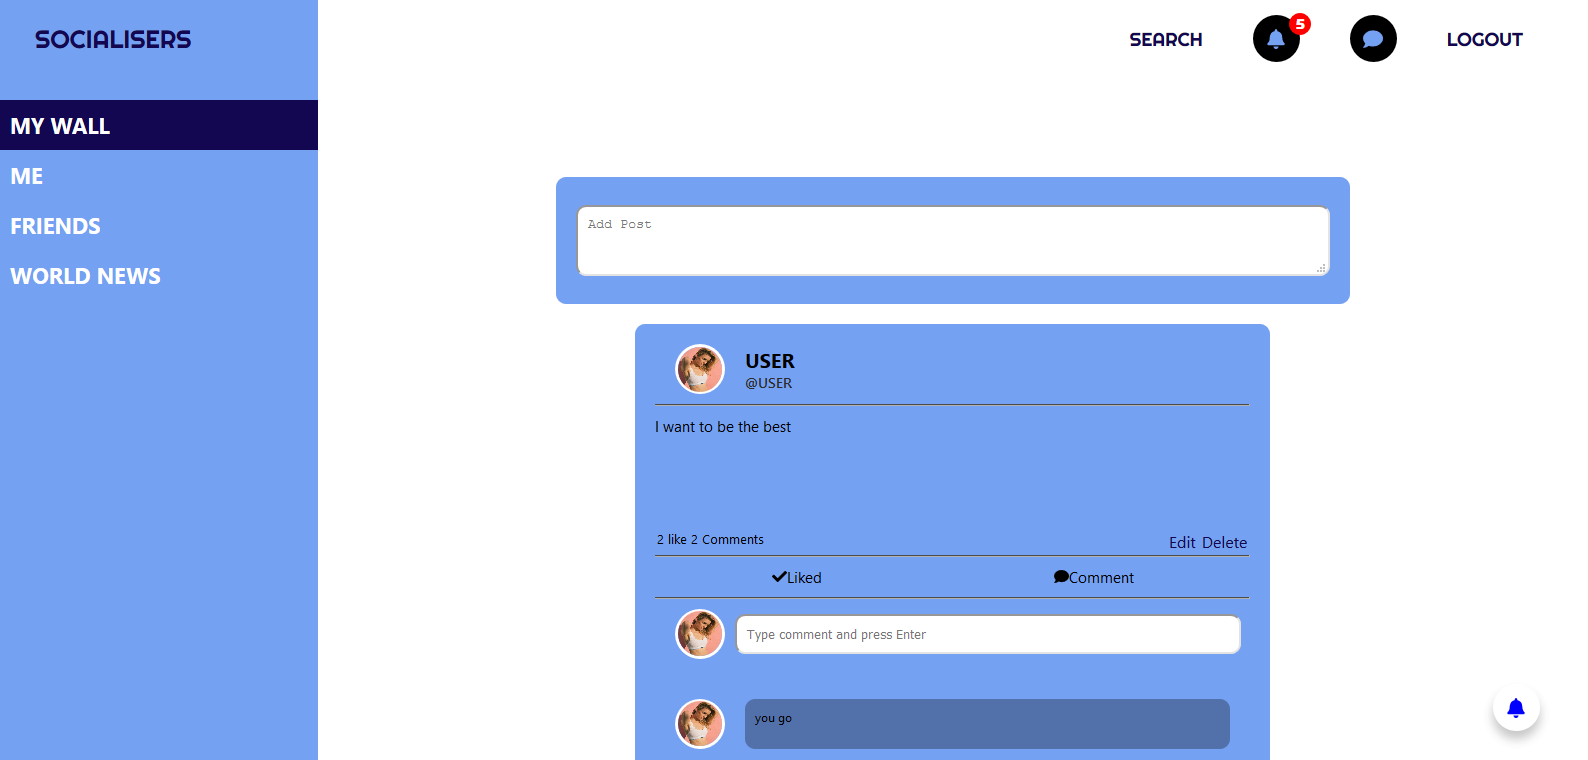 SOCIALISERS
SEARCH
5
LOGOUT
MY WALL
ME
FRIENDS
WORLD NEWS
Add Post
USER
@USER
I want to be the best
2 like 2 Comments
Edit Delete
Liked
Comment
Type comment and press Enter
you go